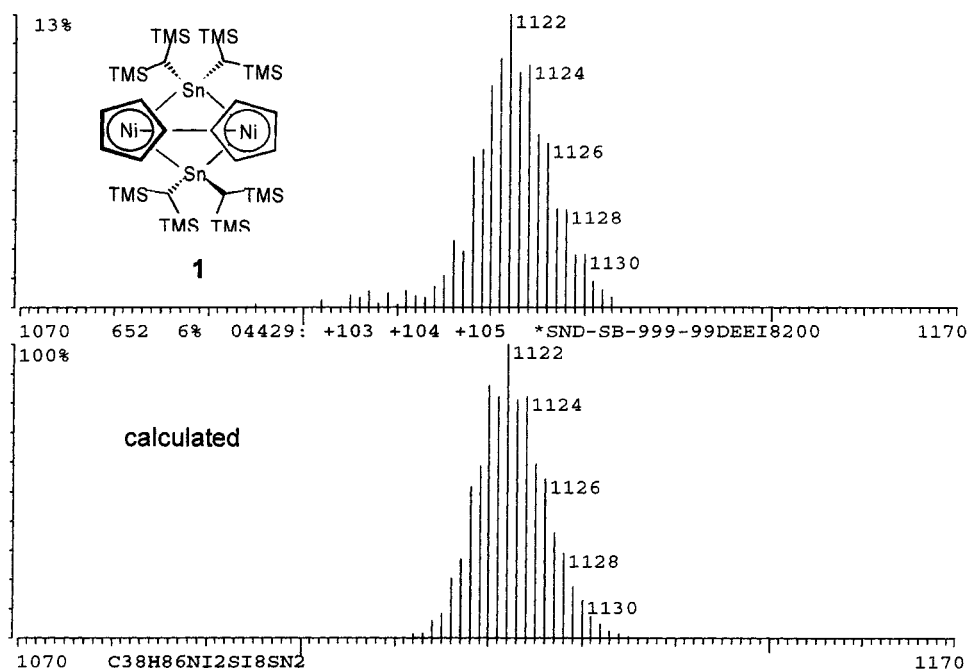 13%
1122
TMS TMS
TMS TMS
1124
Sn
Ni Ni
1126
Sn
TMS TMS
TMS TMS
1128
1
1130
1070 652 6% 04429: +103 +104 +105 *SND-SB-999-99DEEI8200 1170
100%
1122
1124
calculated
1126
1128
1130
1070 C38H86NI2SI8SN2 1170